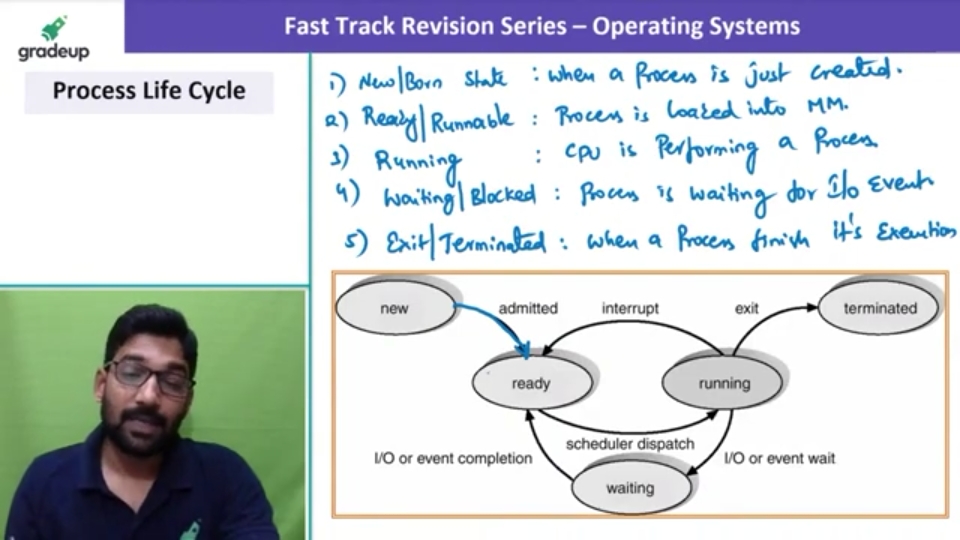 Fast Track Revision Series – Operating Systems
gradeup
Process Life Cycle
1) New/Born State : when a Process is just created.
2) Ready/Runnable : Process is loaded into MM.
3) Running : CPU is Performing a Process
4) Waiting/Blocked : Process is waiting for I/o Event
5) Exit/Terminated : when a Process finish it's Execution
new
admitted
interrupt
exit
terminated
ready
running
scheduler dispatch
I/O or event completion
I/O or event wait
waiting